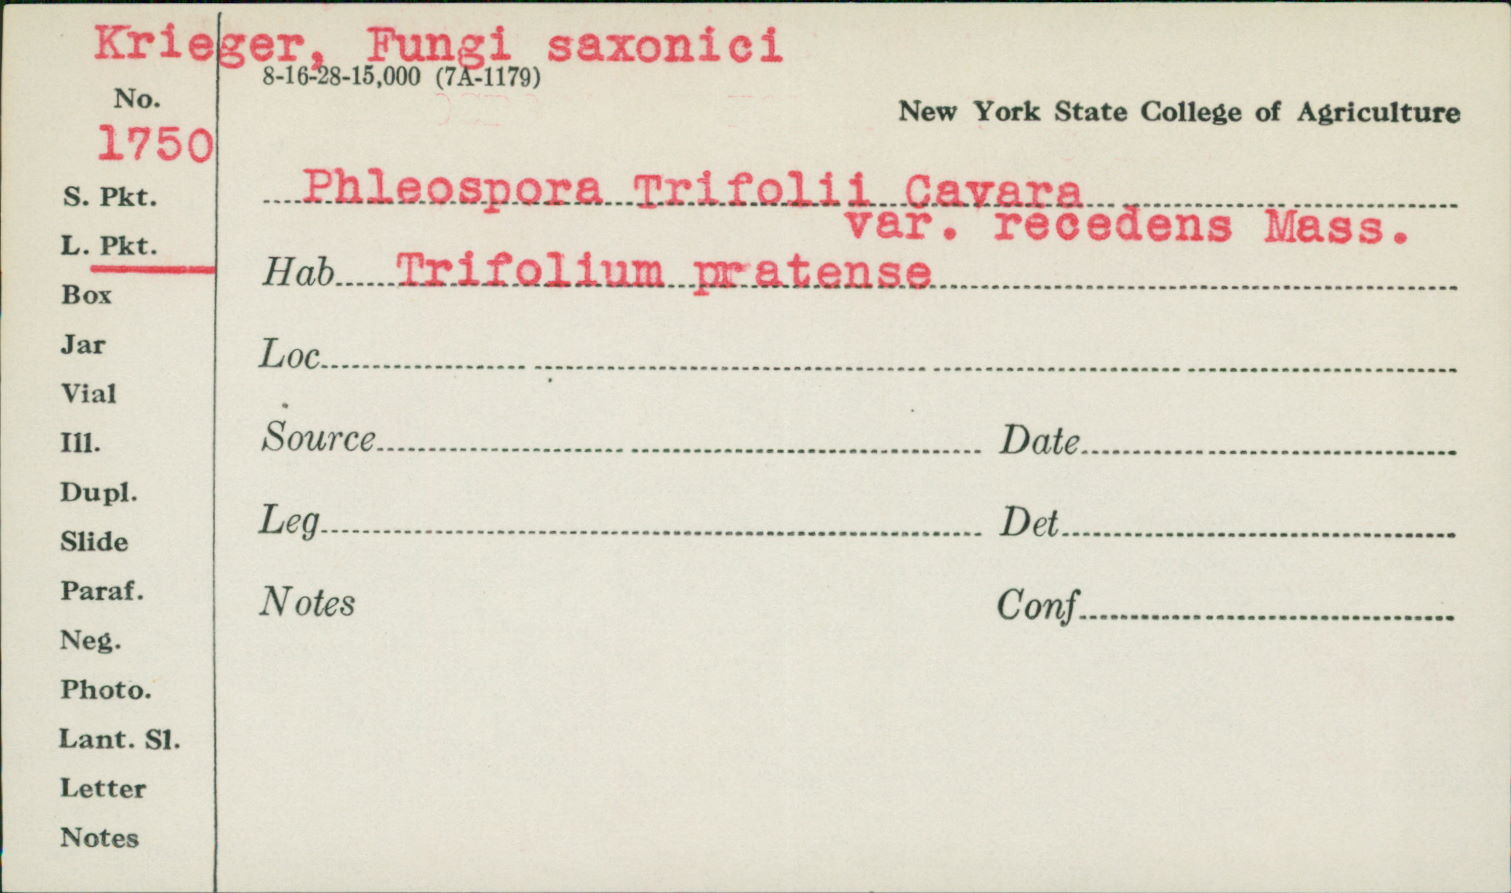 Krieger, Fungi saxonici
8-16-28-15,000 (7A-1179)
No.
New York State College of Agriculture
1750
S. Pkt.
Phleospora Trifolii Cavara
var. recedens Mass.
L. Pkt.
Hab. Trifolium pratense
Box
Jar
Loc.
Vial
Ill.
Source
Date
Dupl.
Leg.
Det.
Slide
Paraf.
Notes
Conf.
Neg.
Photo.
Lant. Sl.
Letter
Notes